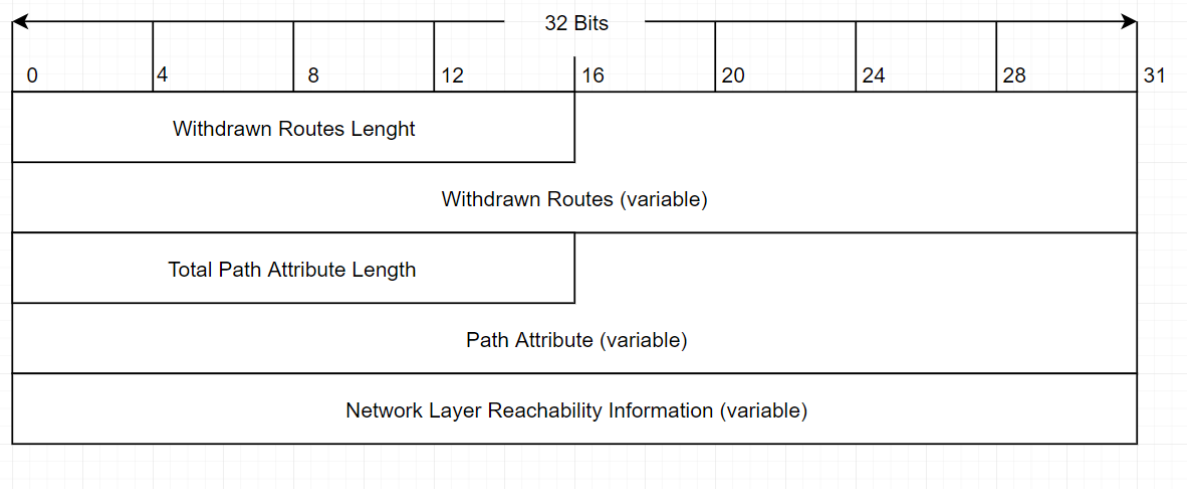 32 Bits
0 4 8 12 16 20 24 28 31
Withdrawn Routes Lenght
Withdrawn Routes (variable)
Total Path Attribute Length
Path Attribute (variable)
Network Layer Reachability Information (variable)